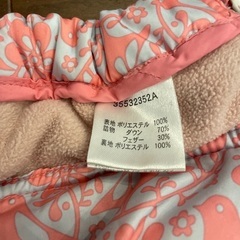 35532352A
表地 ポリエステル 100%
詰物 ダウン 70%
フェザー 30%
裏地 ポリエステル 100%